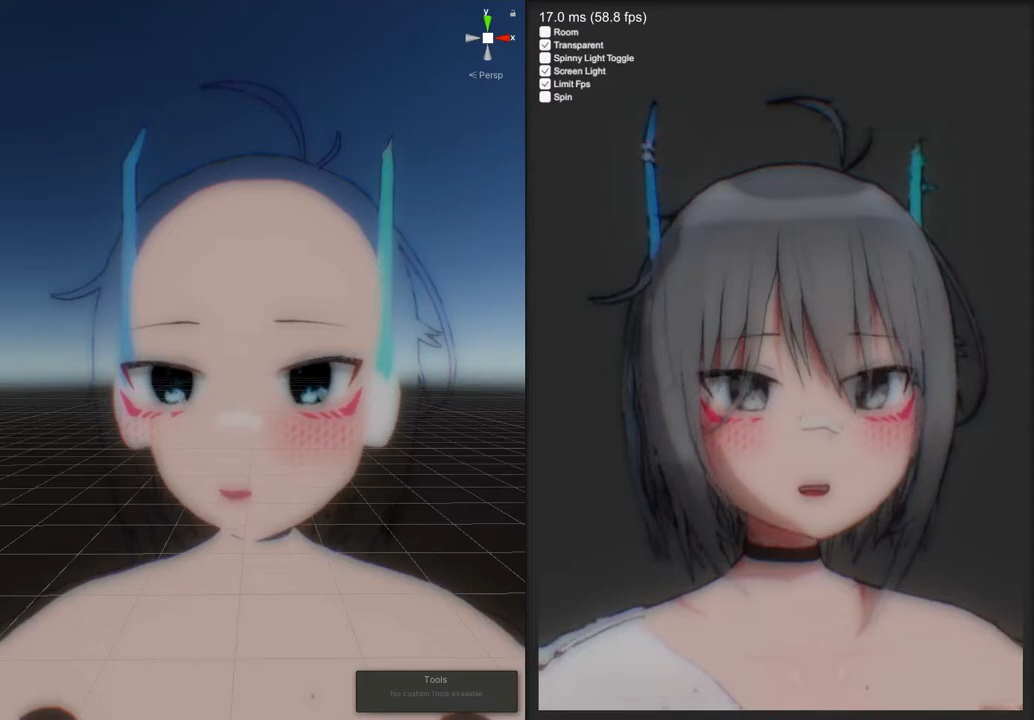 y
x
< Persp
17.0 ms (58.8 fps)
Room
Transparent
Spinny Light Toggle
Screen Light
Limit Fps
Spin
Tools
No custom tools available